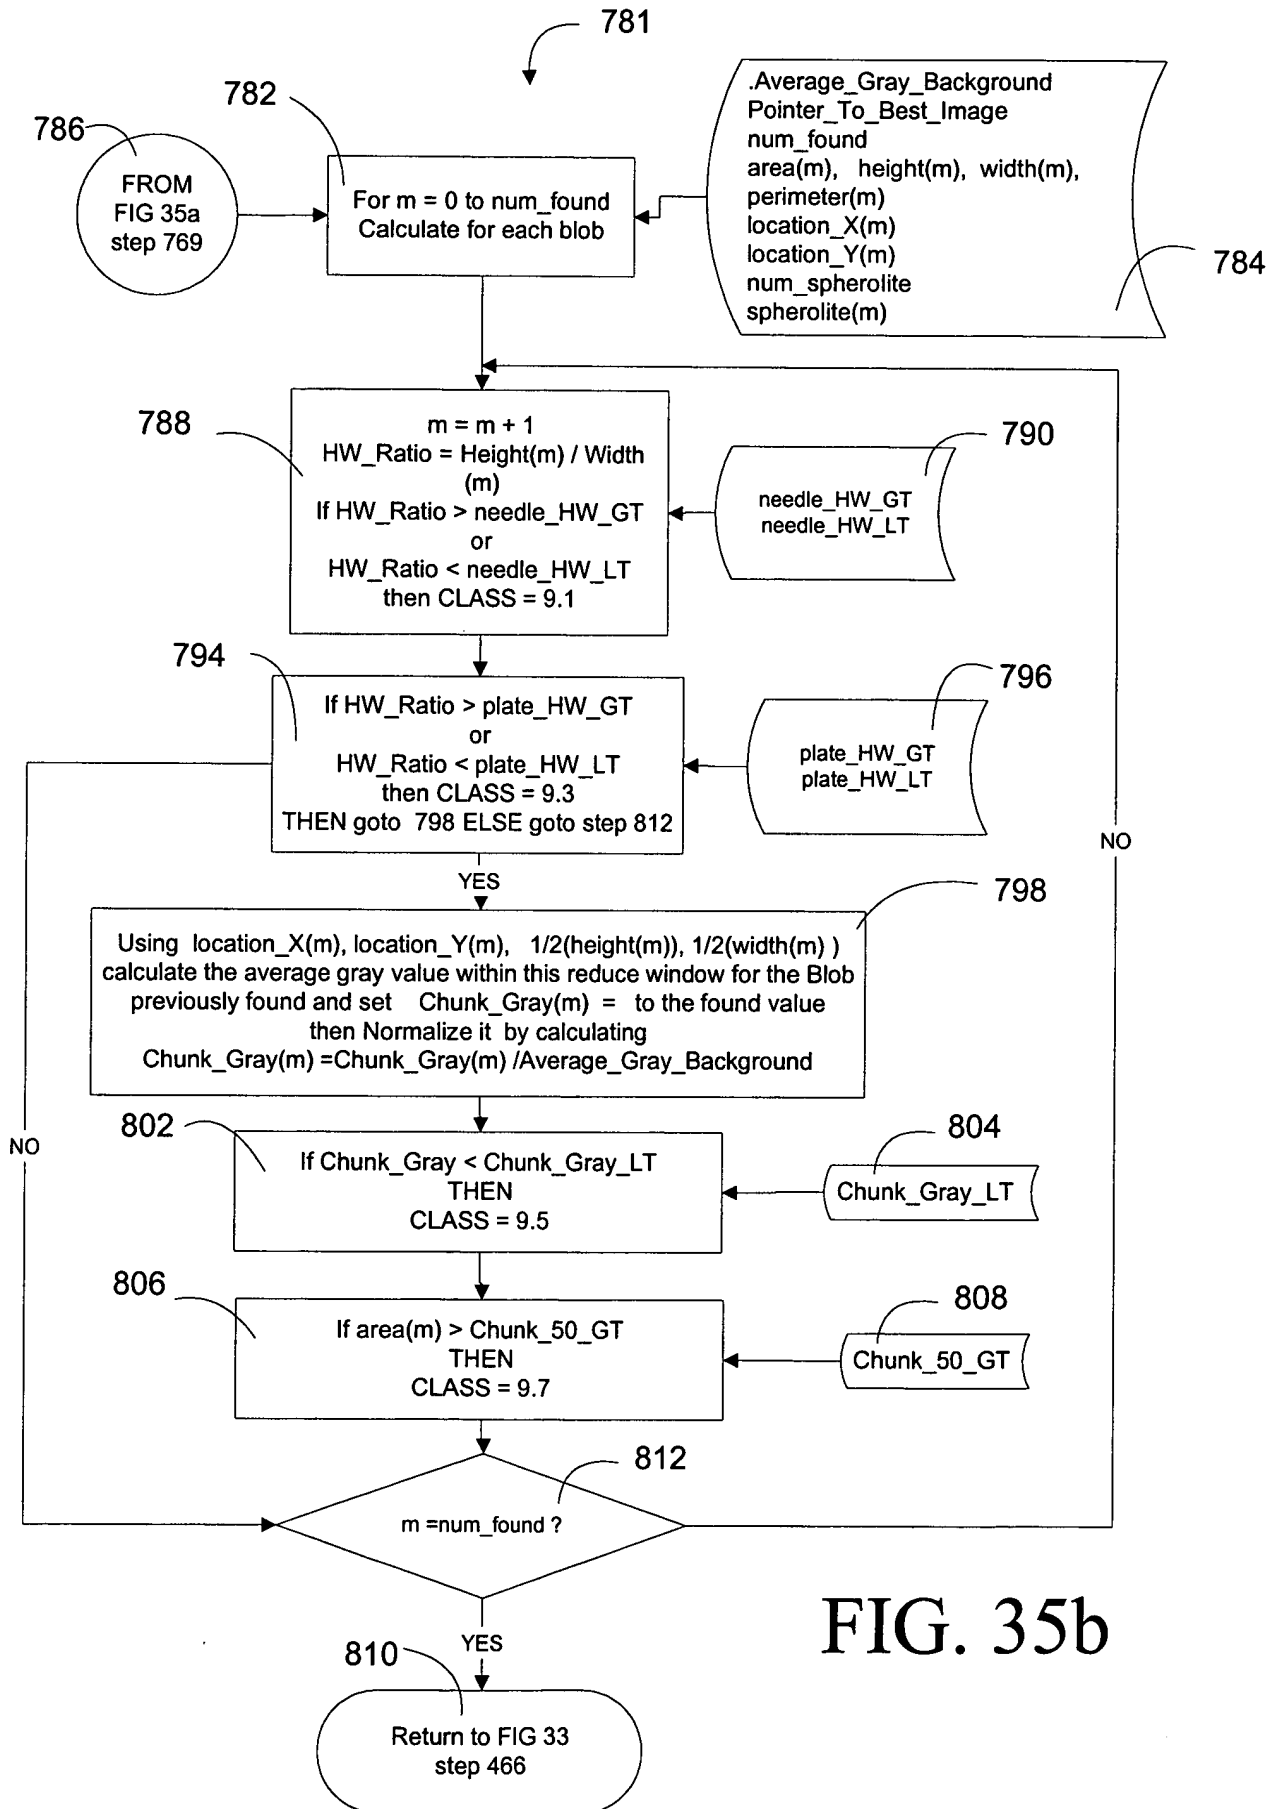 781
782
786
FROM
FIG 35a
step 769
For m = 0 to num_found
Calculate for each blob
.Average_Gray_Background
Pointer_To_Best_Image
num_found
area(m), height(m), width(m),
perimeter(m)
location_X(m)
location_Y(m)
num_spherolite
spherolite(m)
784
788
m = m + 1
HW_Ratio = Height(m) / Width
(m)
If HW_Ratio > needle_HW_GT
or
HW_Ratio < needle_HW_LT
then CLASS = 9.1
790
needle_HW_GT
needle_HW_LT
794
If HW_Ratio > plate_HW_GT
or
HW_Ratio < plate_HW_LT
then CLASS = 9.3
THEN goto 798 ELSE goto step 812
796
plate_HW_GT
plate_HW_LT
NO
YES
798
Using location_X(m), location_Y(m), 1/2(height(m)), 1/2(width(m) )
calculate the average gray value within this reduce window for the Blob
previously found and set Chunk_Gray(m) = to the found value
then Normalize it by calculating
Chunk_Gray(m) =Chunk_Gray(m) /Average_Gray_Background
NO
802
If Chunk_Gray < Chunk_Gray_LT
THEN
CLASS = 9.5
804
Chunk_Gray_LT
806
If area(m) > Chunk_50_GT
THEN
CLASS = 9.7
808
Chunk_50_GT
812
m =num_found ?
YES
810
Return to FIG 33
step 466
FIG. 35b